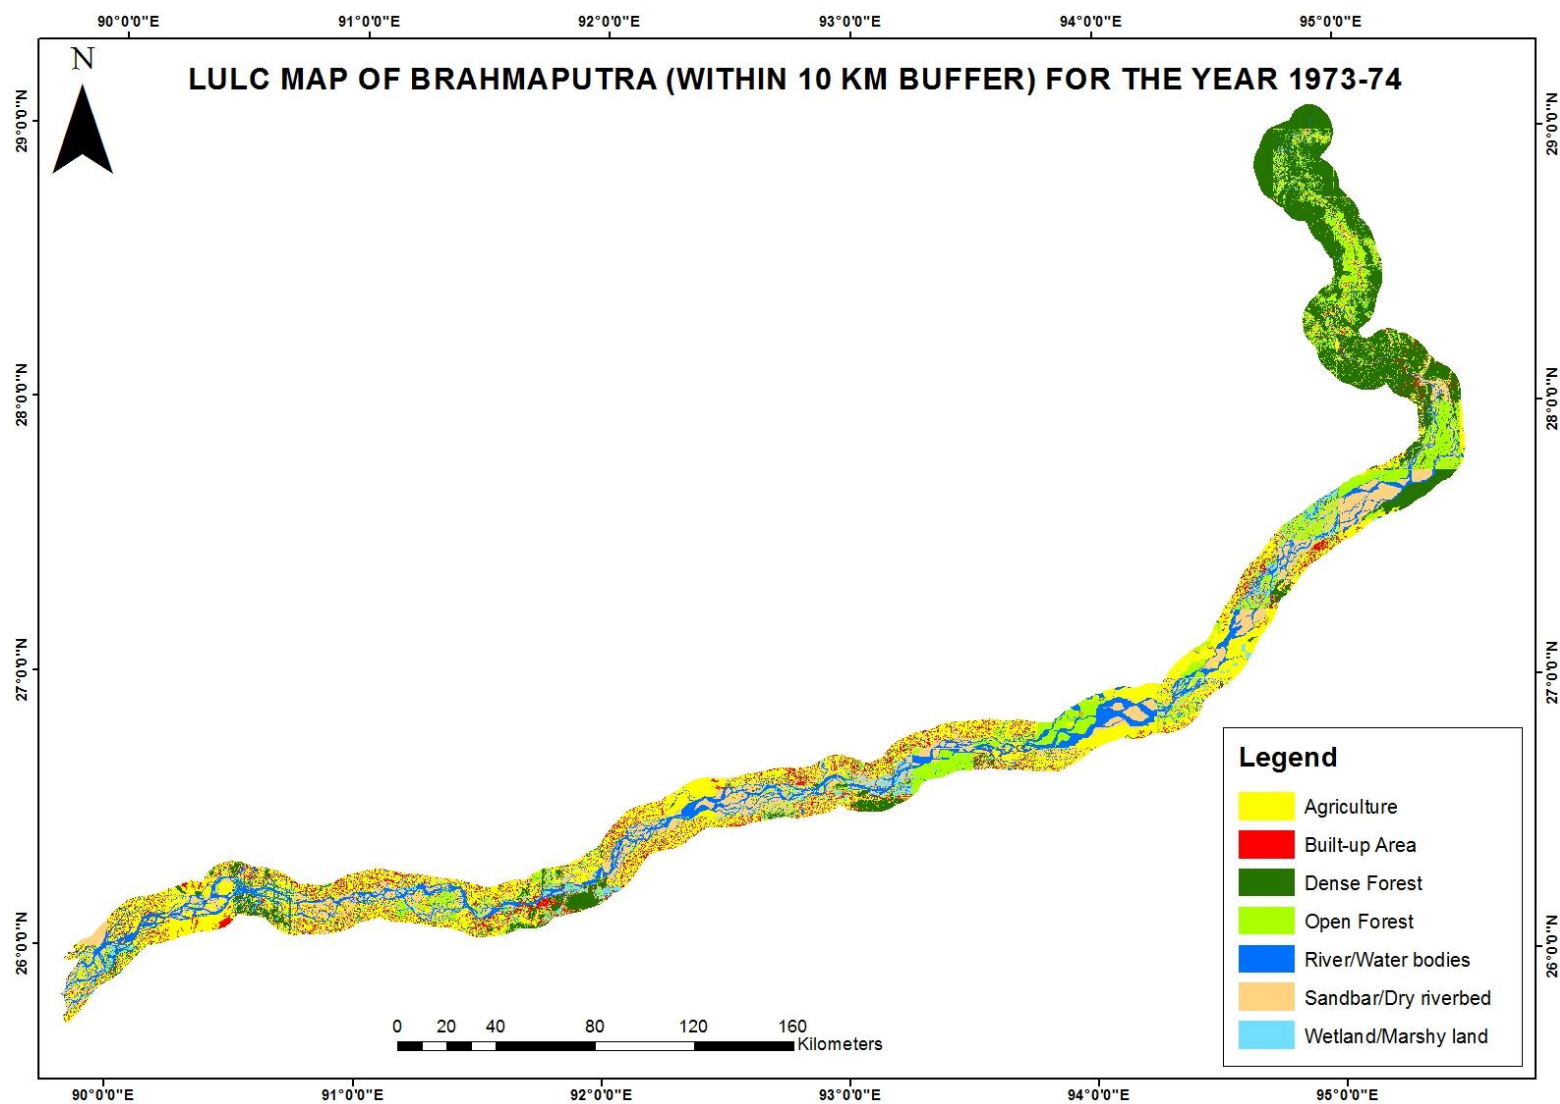 90°0'0"E 91°0'0"E 92°0'0"E 93°0'0"E 94°0'0"E 95°0'0"E
N
LULC MAP OF BRAHMAPUTRA (WITHIN 10 KM BUFFER) FOR THE YEAR 1973-74
29°0'0"N 29°0'0"N
28°0'0"N 28°0'0"N
27°0'0"N 27°0'0"N
26°0'0"N 26°0'0"N
Legend
Agriculture
Built-up Area
Dense Forest
Open Forest
River/Water bodies
Sandbar/Dry riverbed
Wetland/Marshy land
0 20 40 80 120 160
Kilometers
90°0'0"E 91°0'0"E 92°0'0"E 93°0'0"E 94°0'0"E 95°0'0"E